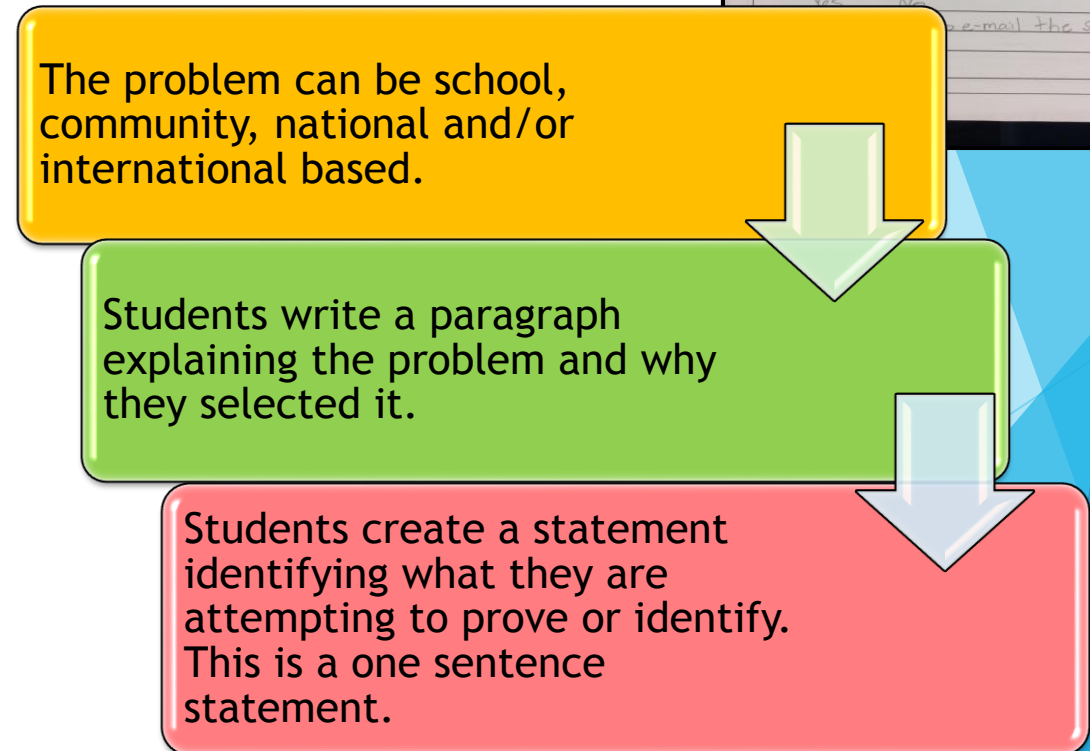 Yes No
e-mail the s
The problem can be school,
community, national and/or
international based.
Students write a paragraph
explaining the problem and why
they selected it.
Students create a statement
identifying what they are
attempting to prove or identify.
This is a one sentence
statement.